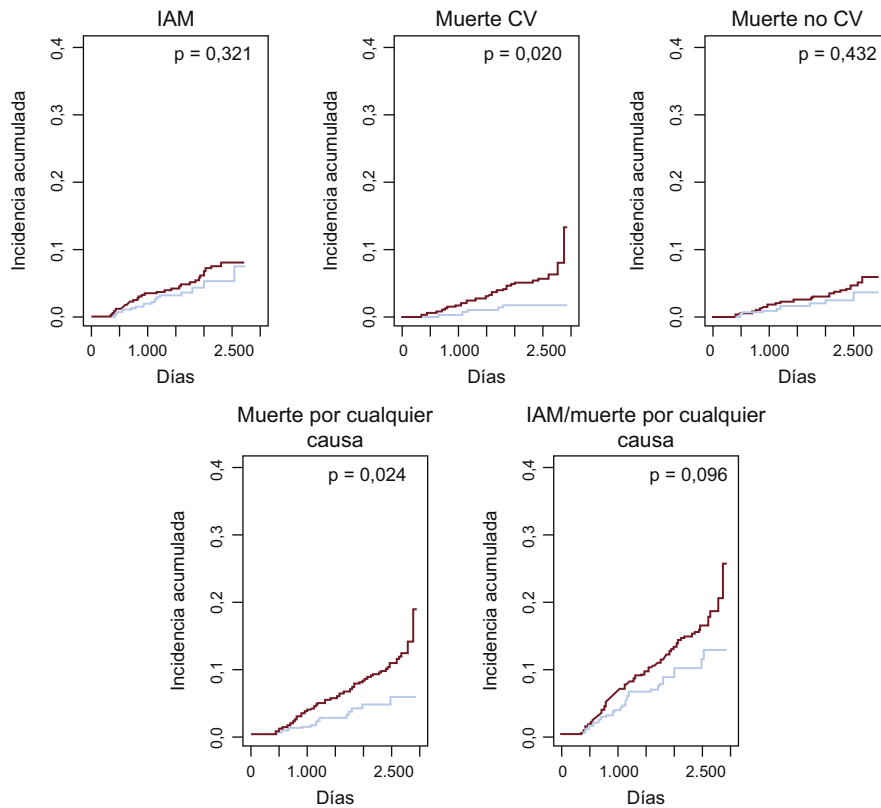 IAM
p = 0,321
Incidencia acumulada
0,4
0,3
0,2
0,1
0,0
0
1.000
2.500
Días
Muerte CV
p = 0,020
Incidencia acumulada
0,4
0,3
0,2
0,1
0,0
0
1.000
2.500
Días
Muerte no CV
p = 0,432
Incidencia acumulada
0,4
0,3
0,2
0,1
0,0
0
1.000
2.500
Días
Muerte por cualquier
causa
p = 0,024
Incidencia acumulada
0,4
0,3
0,2
0,1
0,0
0
1.000
2.500
Días
IAM/muerte por cualquier
causa
p = 0,096
Incidencia acumulada
0,4
0,3
0,2
0,1
0,0
0
1.000
2.500
Días